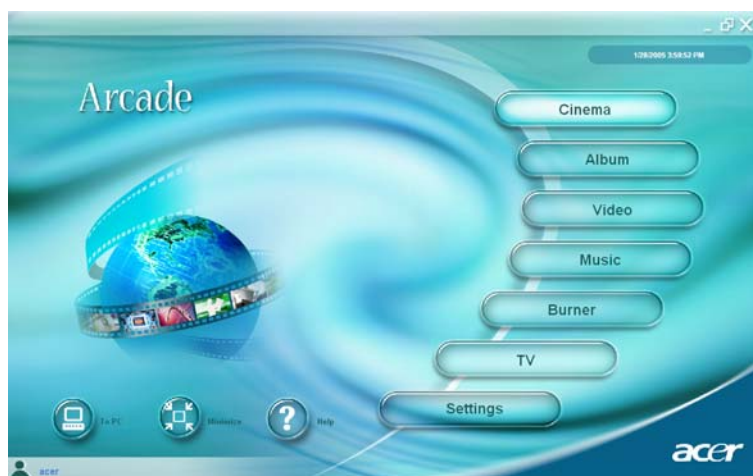 1/28/2005 3:59:52 PM
Arcade
Cinema
Album
Video
Music
Burner
TV
Settings
To PC
Minimize
Help
acer
acer